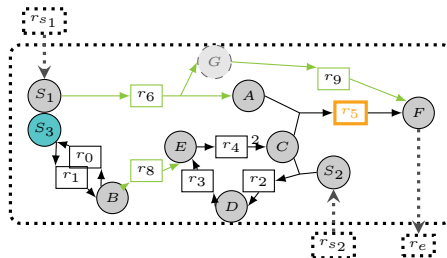 r_{s_1}
G
r_9
S_1
r_6
A
r_5
F
S_3
r_0
E
r_4
2
C
r_1
r_8
r_3
r_2
S_2
B
D
r_{s_2}
r_e